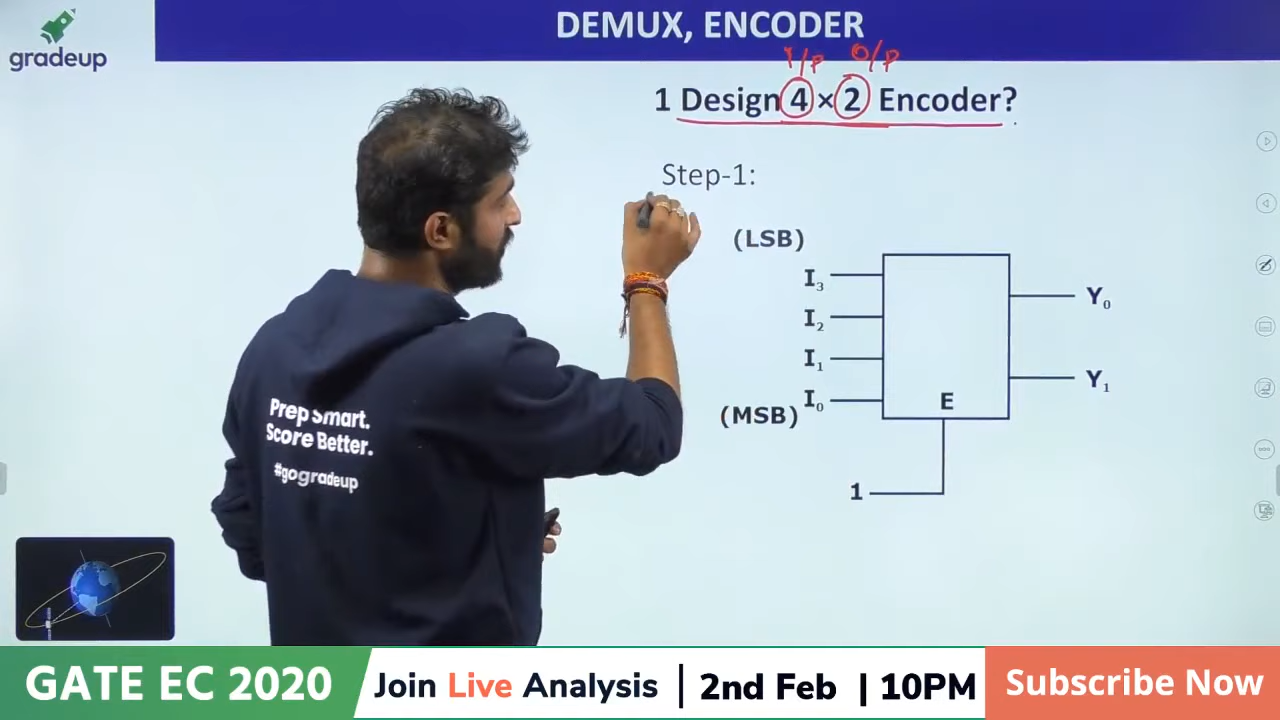 gradeup
DEMUX, ENCODER
I/P O/P
1 Design 4 × 2 Encoder?
Step-1:
(LSB)
I₃
I₂
I₁
(MSB) I₀
Y₀
Y₁
E
1
Prep Smart.
Score Better.
#gogradeup
GATE EC 2020
Join Live Analysis | 2nd Feb | 10PM
Subscribe Now